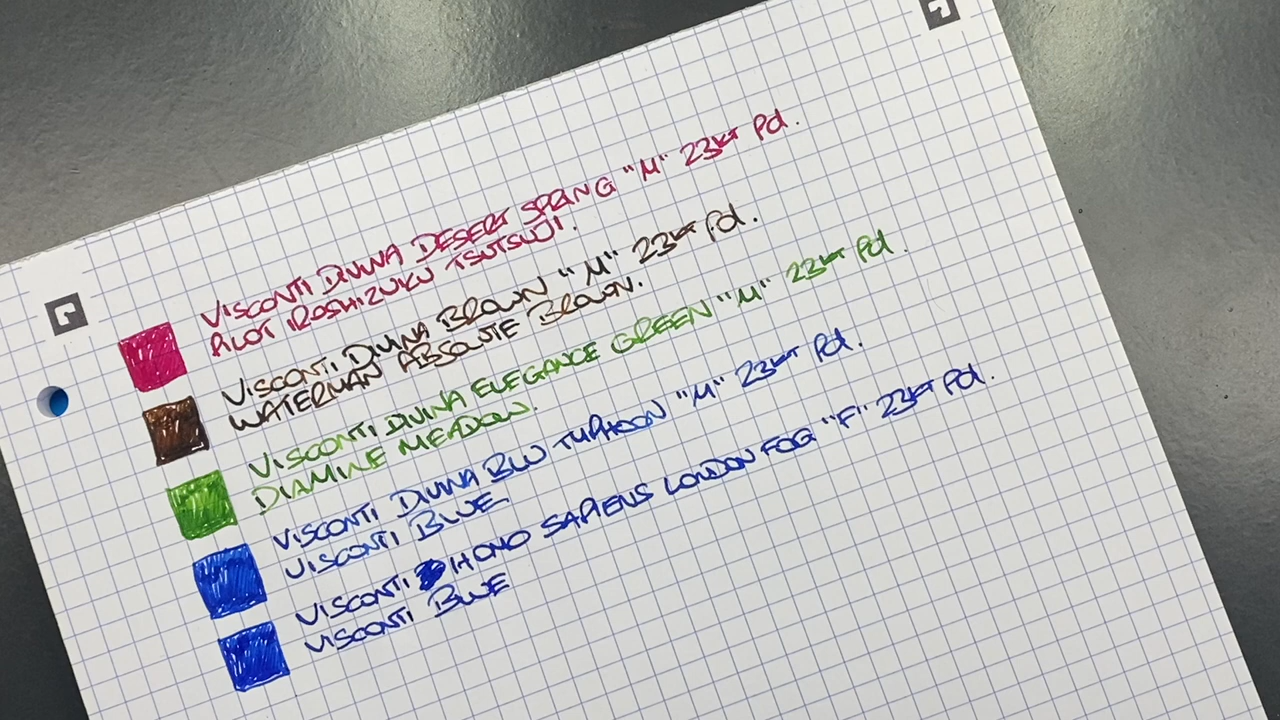 VISCONTI DIVINA DESERT SPRING "M" 23kt Pd.
PILOT IROSHIZUKU TSUTSUJI.
VISCONTI DIVINA BROWN "M" 23kt Pd.
WATERMAN ABSOLUTE BROWN.
VISCONTI DIVINA ELEGANCE GREEN "M" 23kt Pd.
DIAMINE MEADOW.
VISCONTI DIVINA BLU TYPHOON "M" 23kt Pd.
VISCONTI BLUE.
VISCONTI HOMO SAPIENS LONDON FOG "F" 23kt Pd.
VISCONTI BLUE